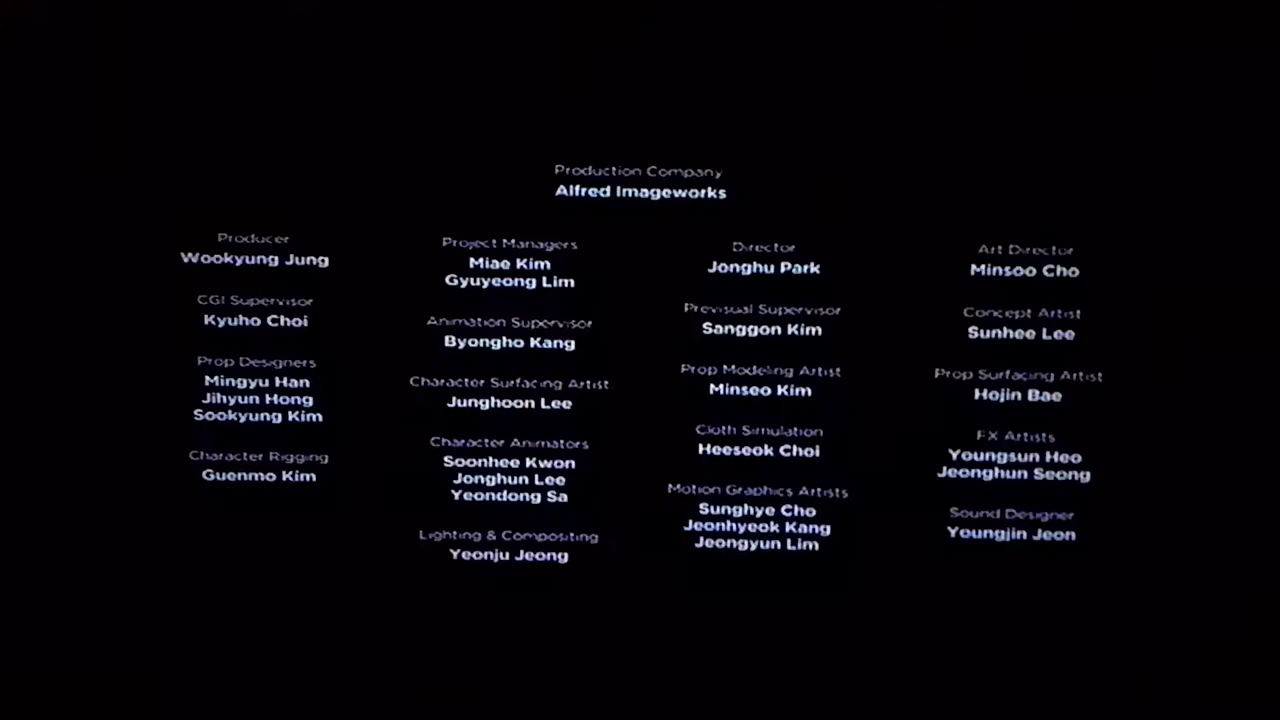 Production Company
Alfred Imageworks
Producer
Wookyung Jung
CGI Supervisor
Kyuho Choi
Prop Designers
Mingyu Han
Jihyun Hong
Sookyung Kim
Character Rigging
Guenmo Kim
Project Managers
Miae Kim
Gyuyeong Lim
Animation Supervisor
Byongho Kang
Character Surfacing Artist
Junghoon Lee
Character Animators
Soonhee Kwon
Jonghun Lee
Yeondong Sa
Lighting & Compositing
Yeonju Jeong
Director
Jonghu Park
Previsual Supervisor
Sanggon Kim
Prop Modeling Artist
Minseo Kim
Cloth Simulation
Heeseok Choi
Motion Graphics Artists
Sunghye Cho
Jeonhyeok Kang
Jeongyun Lim
Art Director
Minsoo Cho
Concept Artist
Sunhee Lee
Prop Surfacing Artist
Hojin Bae
FX Artists
Youngsun Heo
Jeonghun Seong
Sound Designer
Youngjin Jeon